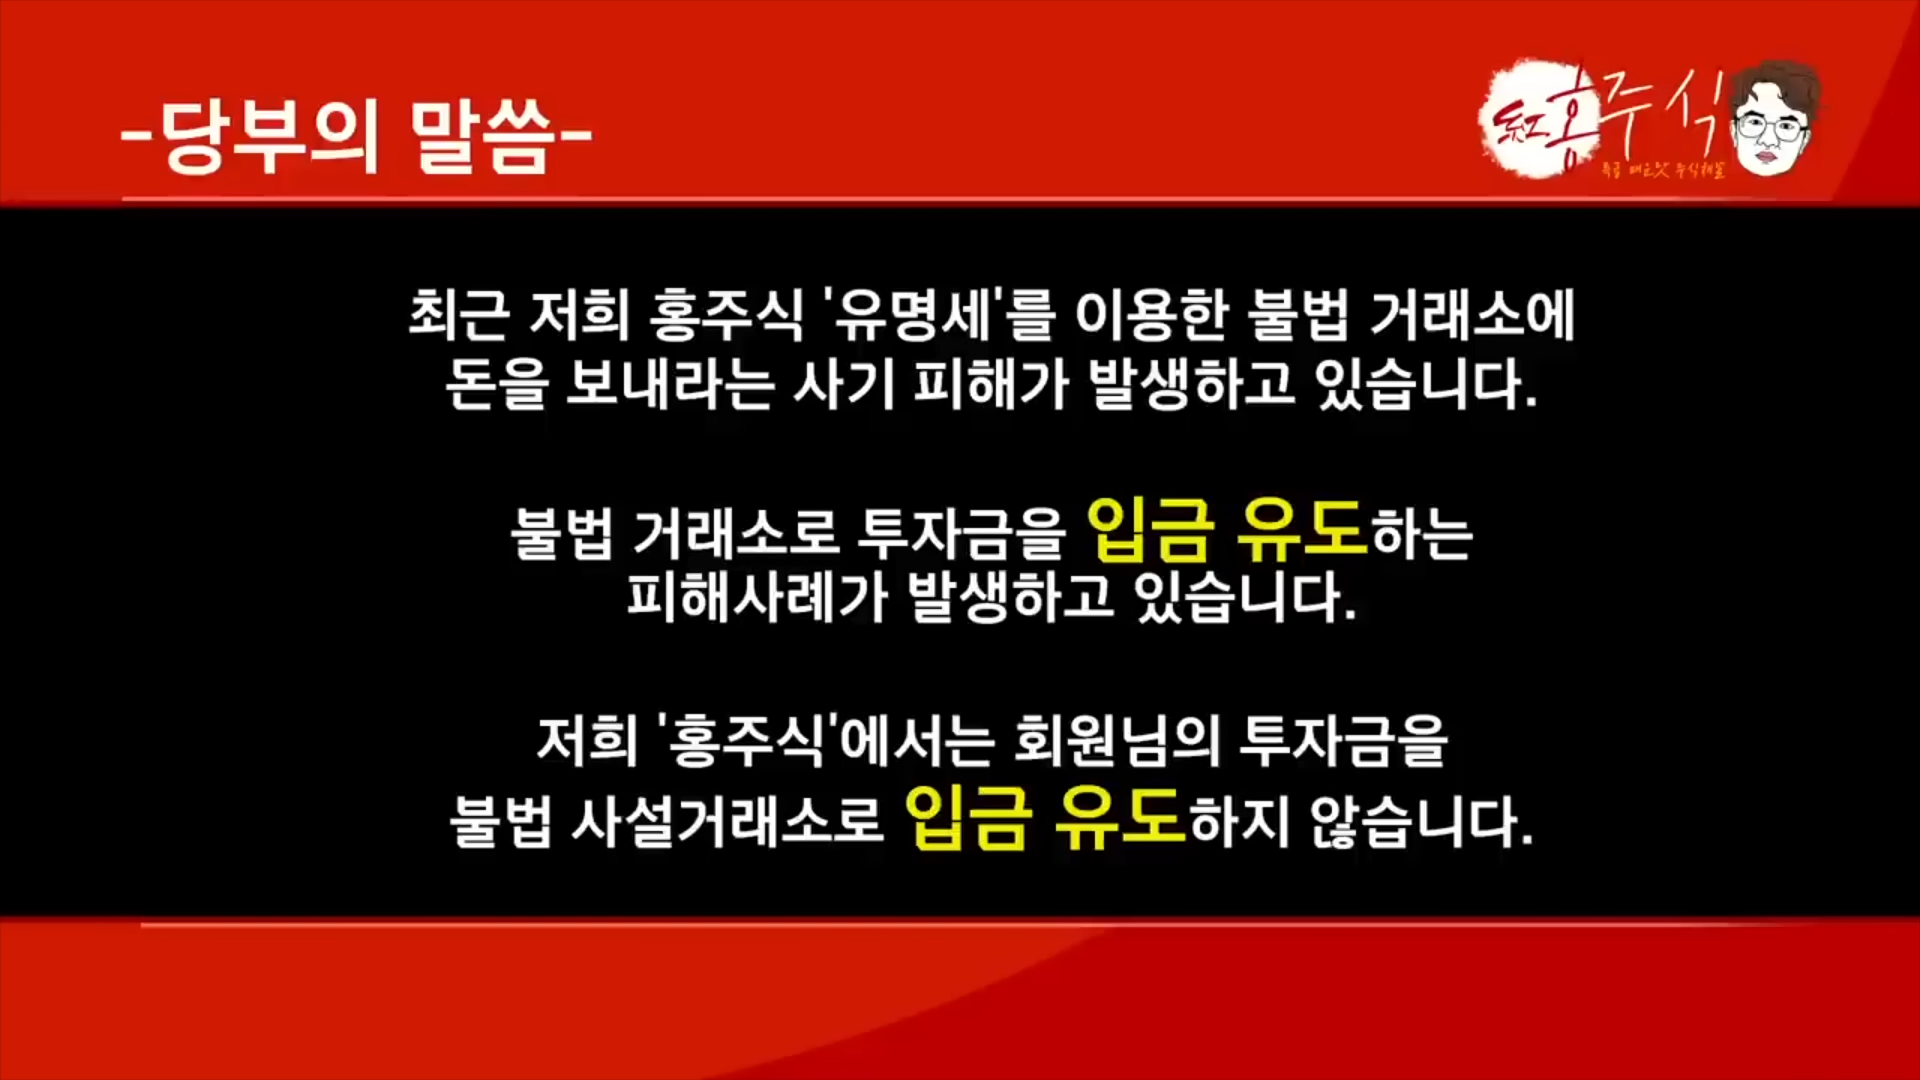 -당부의 말씀-
紅홍주식
최근 저희 홍주식 '유명세'를 이용한 불법 거래소에
돈을 보내라는 사기 피해가 발생하고 있습니다.
불법 거래소로 투자금을 입금 유도하는
피해사례가 발생하고 있습니다.
저희 '홍주식'에서는 회원님의 투자금을
불법 사설거래소로 입금 유도하지 않습니다.